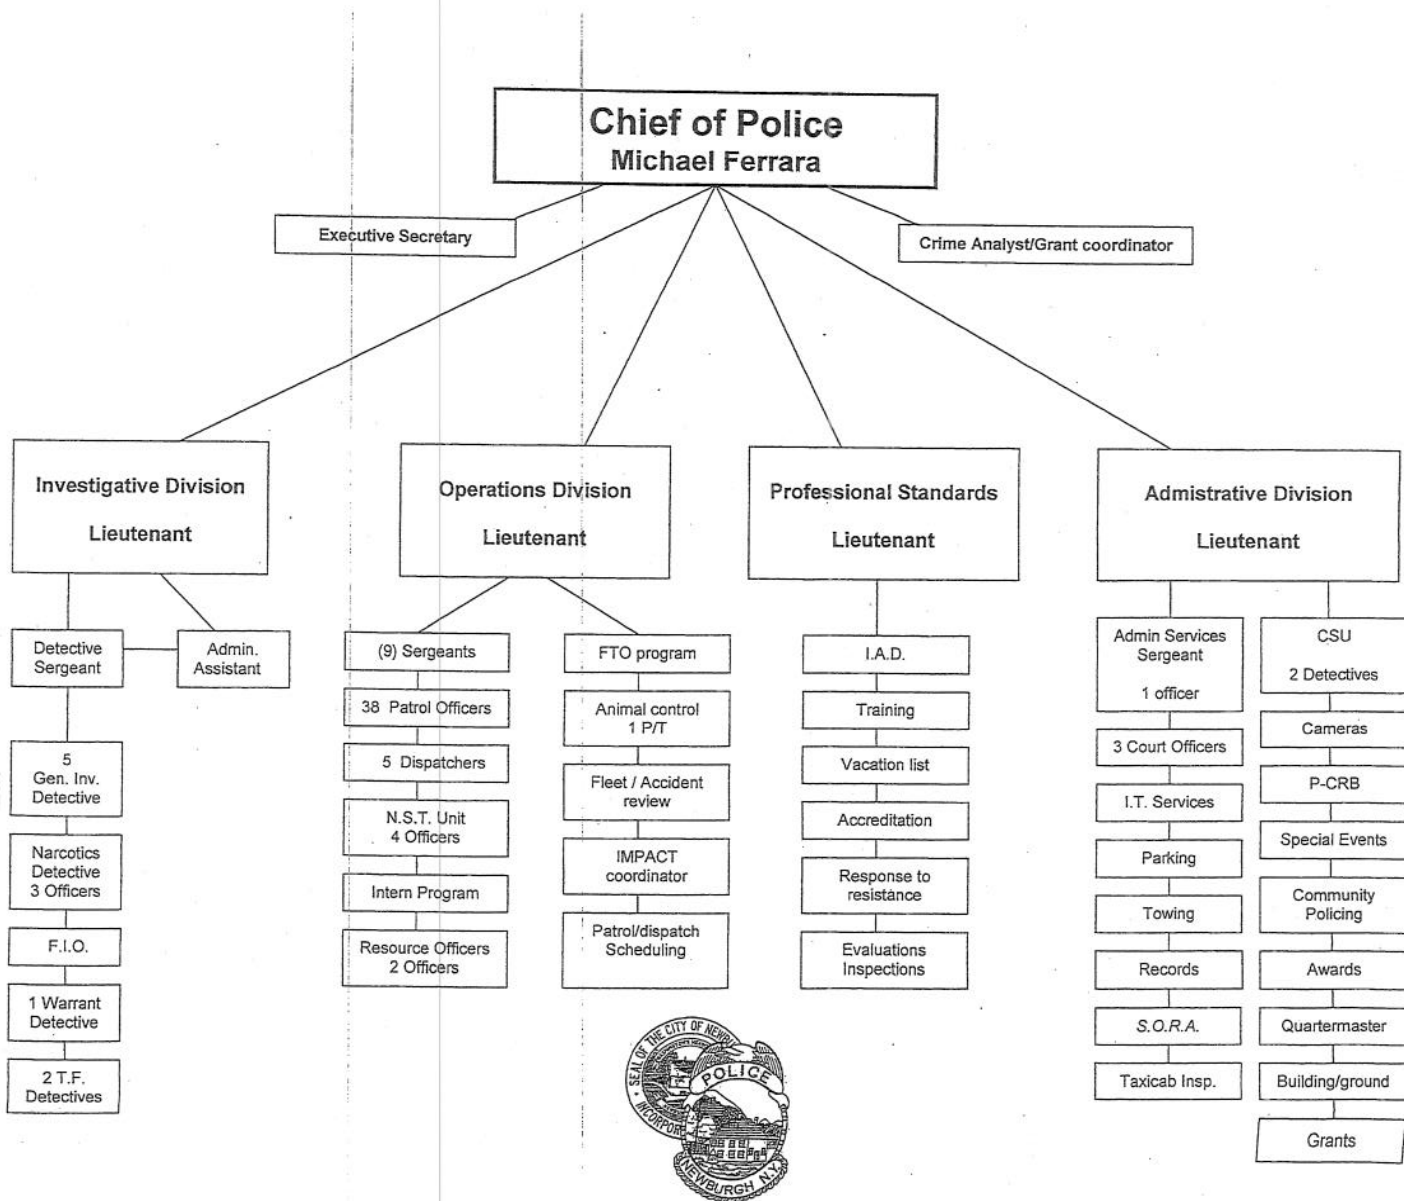 Chief of Police
Michael Ferrara
Executive Secretary
Crime Analyst/Grant coordinator
Investigative Division
Lieutenant
Operations Division
Lieutenant
Professional Standards
Lieutenant
Admistrative Division
Lieutenant
Detective
Sergeant
Admin.
Assistant
5
Gen. Inv.
Detective
Narcotics
Detective
3 Officers
F.I.O.
1 Warrant
Detective
2 T.F.
Detectives
(9) Sergeants
38 Patrol Officers
5 Dispatchers
N.S.T. Unit
4 Officers
Intern Program
Resource Officers
2 Officers
FTO program
Animal control
1 P/T
Fleet / Accident
review
IMPACT
coordinator
Patrol/dispatch
Scheduling
I.A.D.
Training
Vacation list
Accreditation
Response to
resistance
Evaluations
Inspections
Admin Services
Sergeant
1 officer
3 Court Officers
I.T. Services
Parking
Towing
Records
S.O.R.A.
Taxicab Insp.
CSU
2 Detectives
Cameras
P-CRB
Special Events
Community
Policing
Awards
Quartermaster
Building/ground
Grants
SEAL OF THE CITY OF
POLICE
NEWBURGH N.Y.